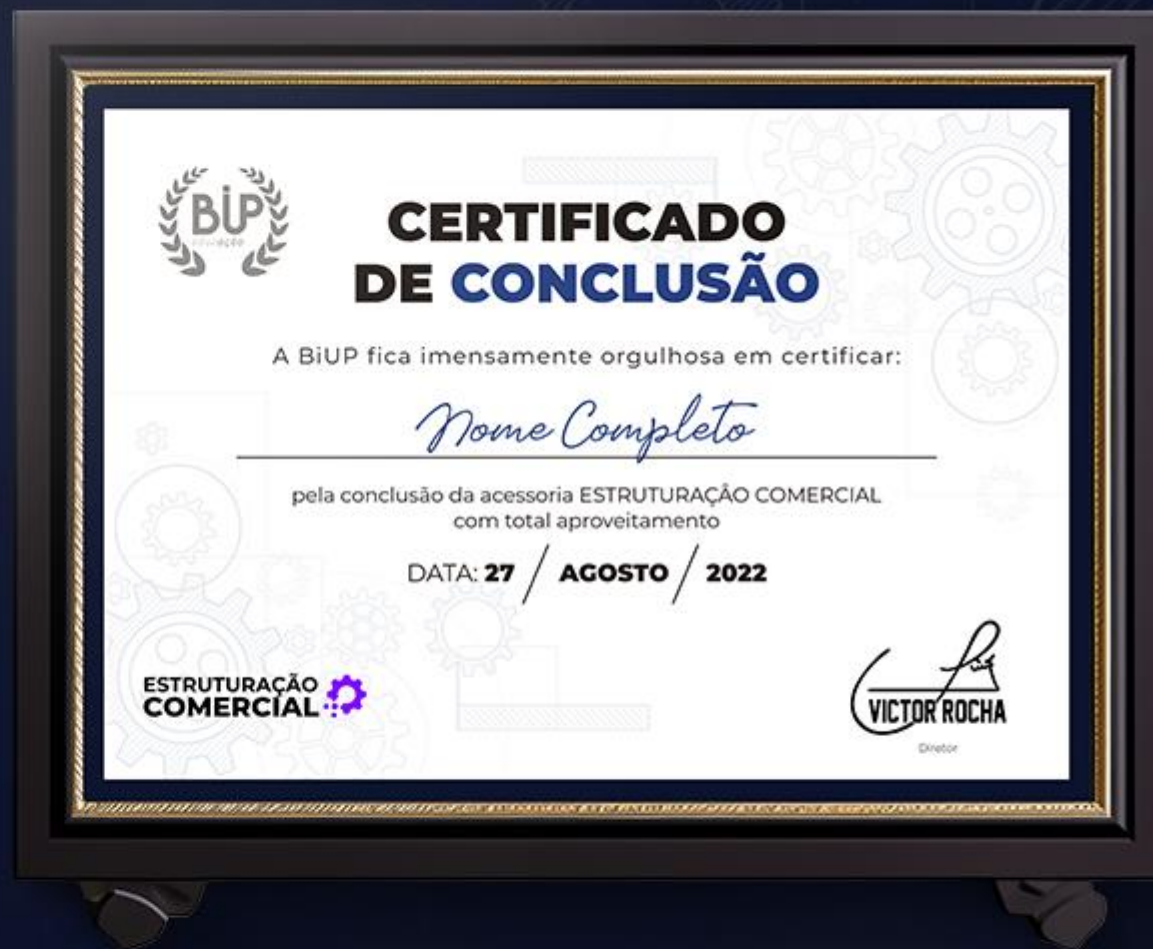 BiUP
educação
CERTIFICADO
DE CONCLUSÃO
A BiUP fica imensamente orgulhosa em certificar:
Nome Completo
pela conclusão da acessoria ESTRUTURAÇÃO COMERCIAL
com total aproveitamento
DATA: 27 / AGOSTO / 2022
ESTRUTURAÇÃO
COMERCIAL
VICTOR ROCHA
Diretor